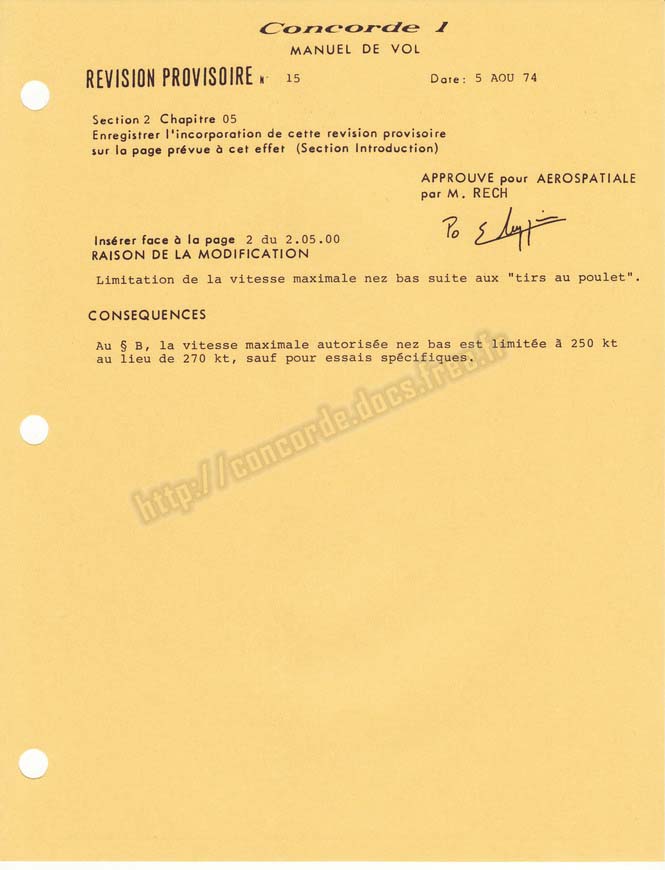 Concorde 1
MANUEL DE VOL
REVISION PROVISOIRE N° 15 Date: 5 AOU 74
Section 2 Chapitre 05
Enregistrer l'incorporation de cette revision provisoire
sur la page prévue à cet effet (Section Introduction)
APPROUVE pour AEROSPATIALE
par M. RECH
Po
Insérer face à la page 2 du 2.05.00
RAISON DE LA MODIFICATION
Limitation de la vitesse maximale nez bas suite aux "tirs au poulet".
CONSEQUENCES
Au § B, la vitesse maximale autorisée nez bas est limitée à 250 kt
au lieu de 270 kt, sauf pour essais spécifiques.
http://concorde.docs.free.fr